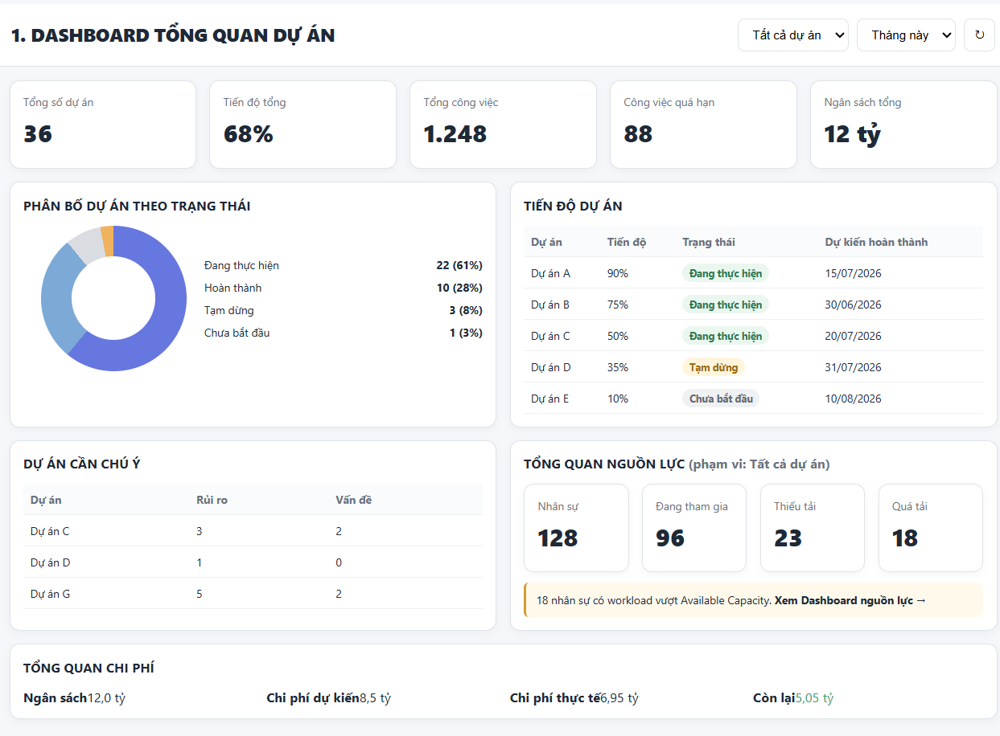 1. DASHBOARD TỔNG QUAN DỰ ÁN
Tất cả dự án
Tháng này
↻
Tổng số dự án
36
Tiến độ tổng
68%
Tổng công việc
1.248
Công việc quá hạn
88
Ngân sách tổng
12 tỷ
PHÂN BỐ DỰ ÁN THEO TRẠNG THÁI
Đang thực hiện 22 (61%)
Hoàn thành 10 (28%)
Tạm dừng 3 (8%)
Chưa bắt đầu 1 (3%)
TIẾN ĐỘ DỰ ÁN
Dự án Tiến độ Trạng thái Dự kiến hoàn thành
Dự án A 90% Đang thực hiện 15/07/2026
Dự án B 75% Đang thực hiện 30/06/2026
Dự án C 50% Đang thực hiện 20/07/2026
Dự án D 35% Tạm dừng 31/07/2026
Dự án E 10% Chưa bắt đầu 10/08/2026
DỰ ÁN CẦN CHÚ Ý
Dự án Rủi ro Vấn đề
Dự án C 3 2
Dự án D 1 0
Dự án G 5 2
TỔNG QUAN NGUỒN LỰC (phạm vi: Tất cả dự án)
Nhân sự
128
Đang tham gia
96
Thiếu tải
23
Quá tải
18
18 nhân sự có workload vượt Available Capacity. Xem Dashboard nguồn lực →
TỔNG QUAN CHI PHÍ
Ngân sách12,0 tỷ
Chi phí dự kiến8,5 tỷ
Chi phí thực tế6,95 tỷ
Còn lại5,05 tỷ